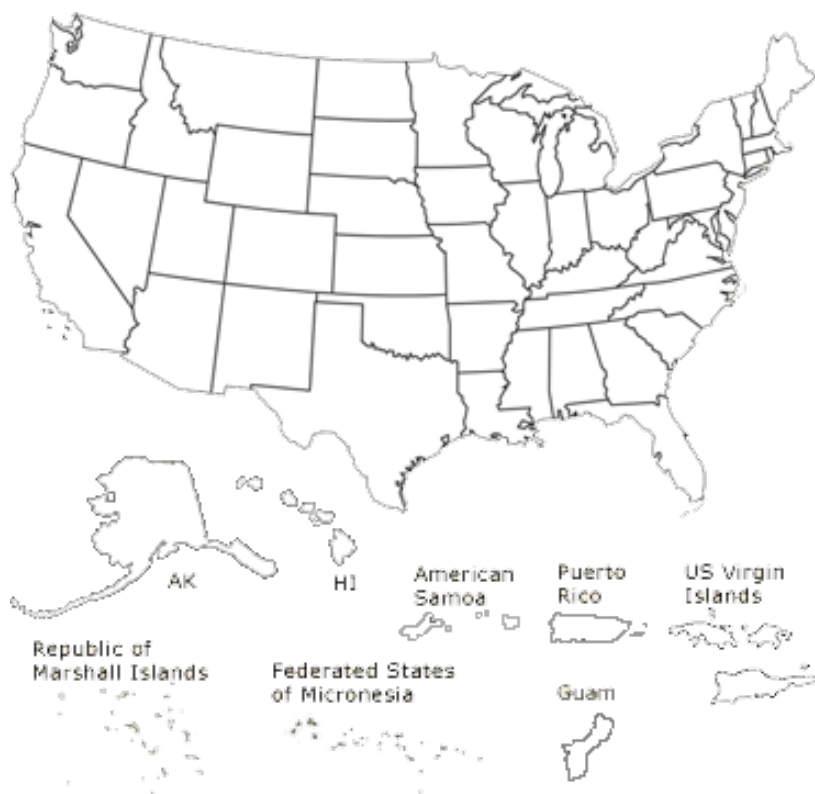 AK
HI
American
Samoa
Puerto
Rico
US Virgin
Islands
Republic of
Marshall Islands
Federated States
of Micronesia
Guam